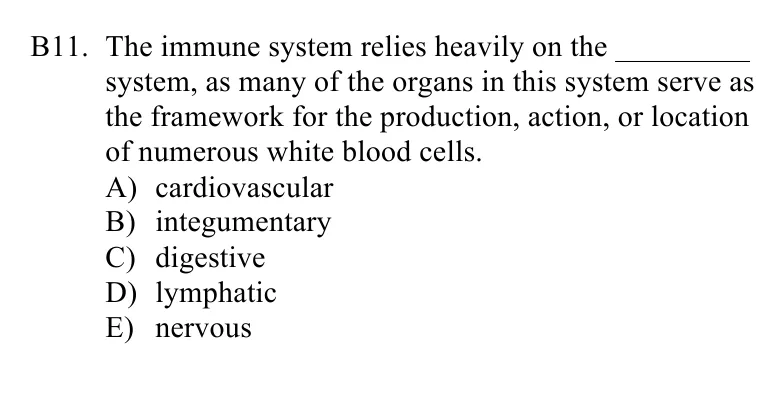 B11. The immune system relies heavily on the _________
system, as many of the organs in this system serve as
the framework for the production, action, or location
of numerous white blood cells.
A) cardiovascular
B) integumentary
C) digestive
D) lymphatic
E) nervous